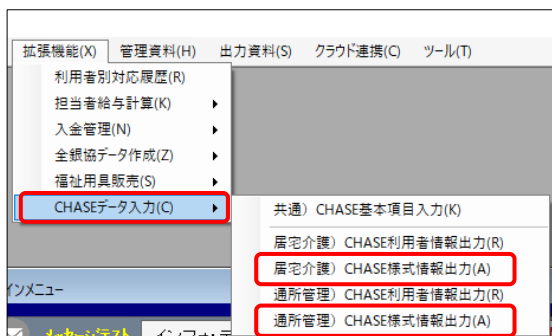 拡張機能(X) 管理資料(H) 出力資料(S) クラウド連携(C) ツール(T)
利用者別対応履歴(R)
担当者給与計算(K)
入金管理(N)
全銀協データ作成(Z)
福祉用具販売(S)
CHASEデータ入力(C)
共通）CHASE基本項目入力(K)
居宅介護）CHASE利用者情報出力(R)
居宅介護）CHASE様式情報出力(A)
通所管理）CHASE利用者情報出力(R)
通所管理）CHASE様式情報出力(A)
インメニュー